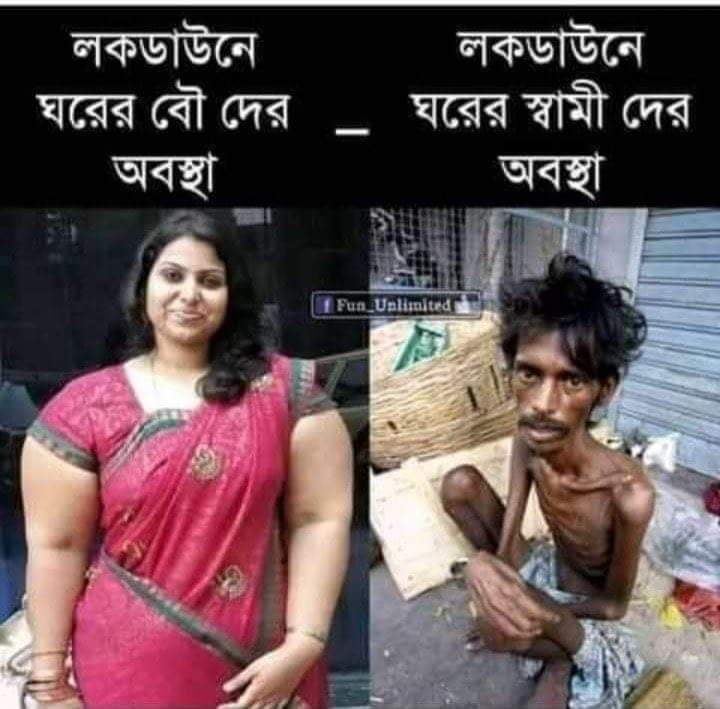 লকডাউনে
ঘরের বৌ দের
অবস্থা
–
লকডাউনে
ঘরের স্বামী দের
অবস্থা
f Fun_Unlimited